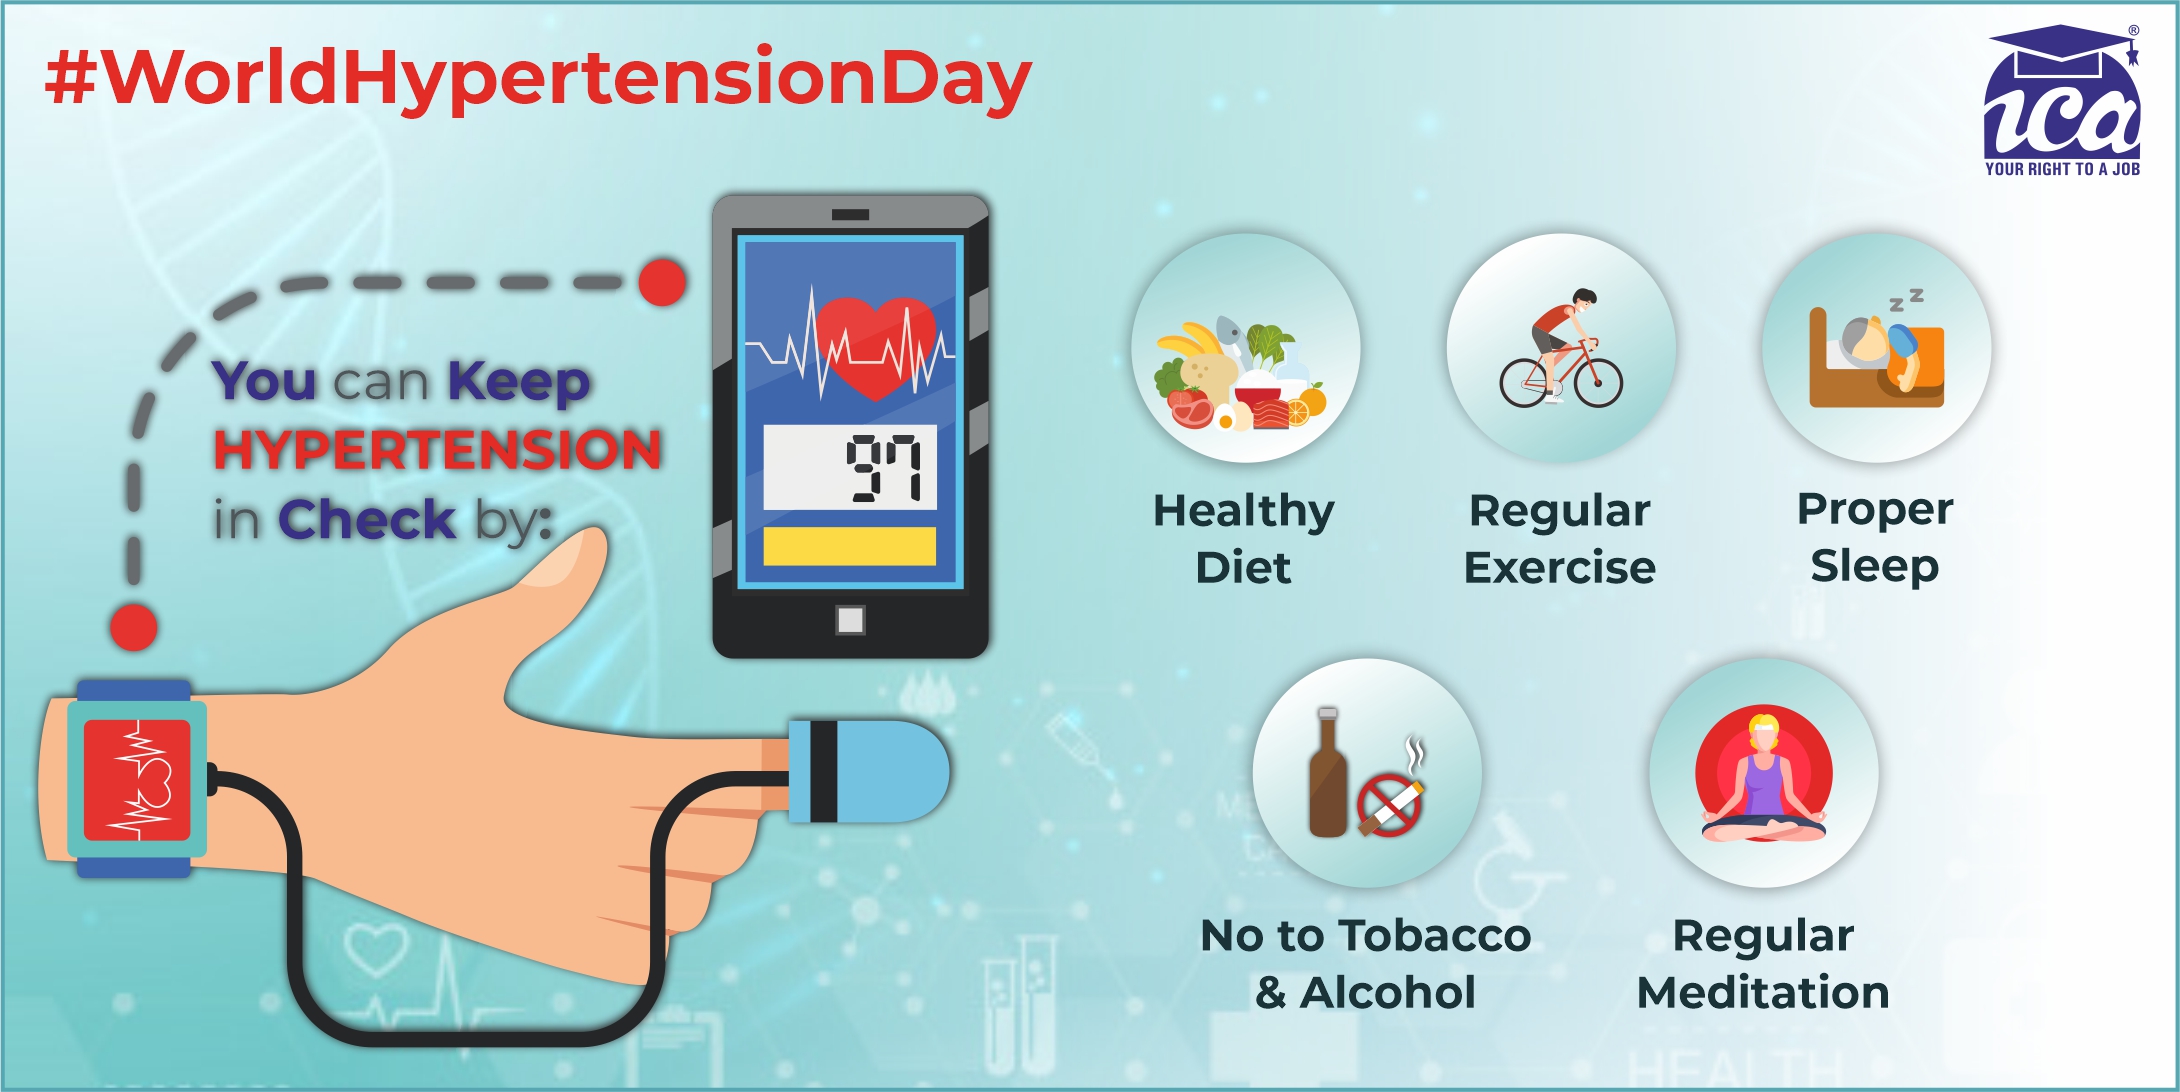 #WorldHypertensionDay
®
ica
YOUR RIGHT TO A JOB
You can Keep
HYPERTENSION
in Check by:
97
z z
Healthy
Diet
Regular
Exercise
Proper
Sleep
No to Tobacco
& Alcohol
Regular
Meditation
HEALTH